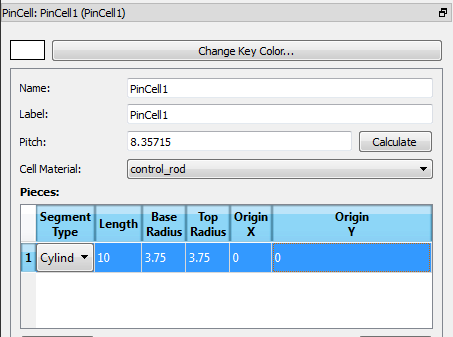 PinCell: PinCell1 (PinCell1)
Change Key Color...
Name: PinCell1
Label: PinCell1
Pitch: 8.35715 Calculate
Cell Material: control_rod
Pieces:
Segment Type Length Base Radius Top Radius Origin X Origin Y
1 Cylind 10 3.75 3.75 0 0